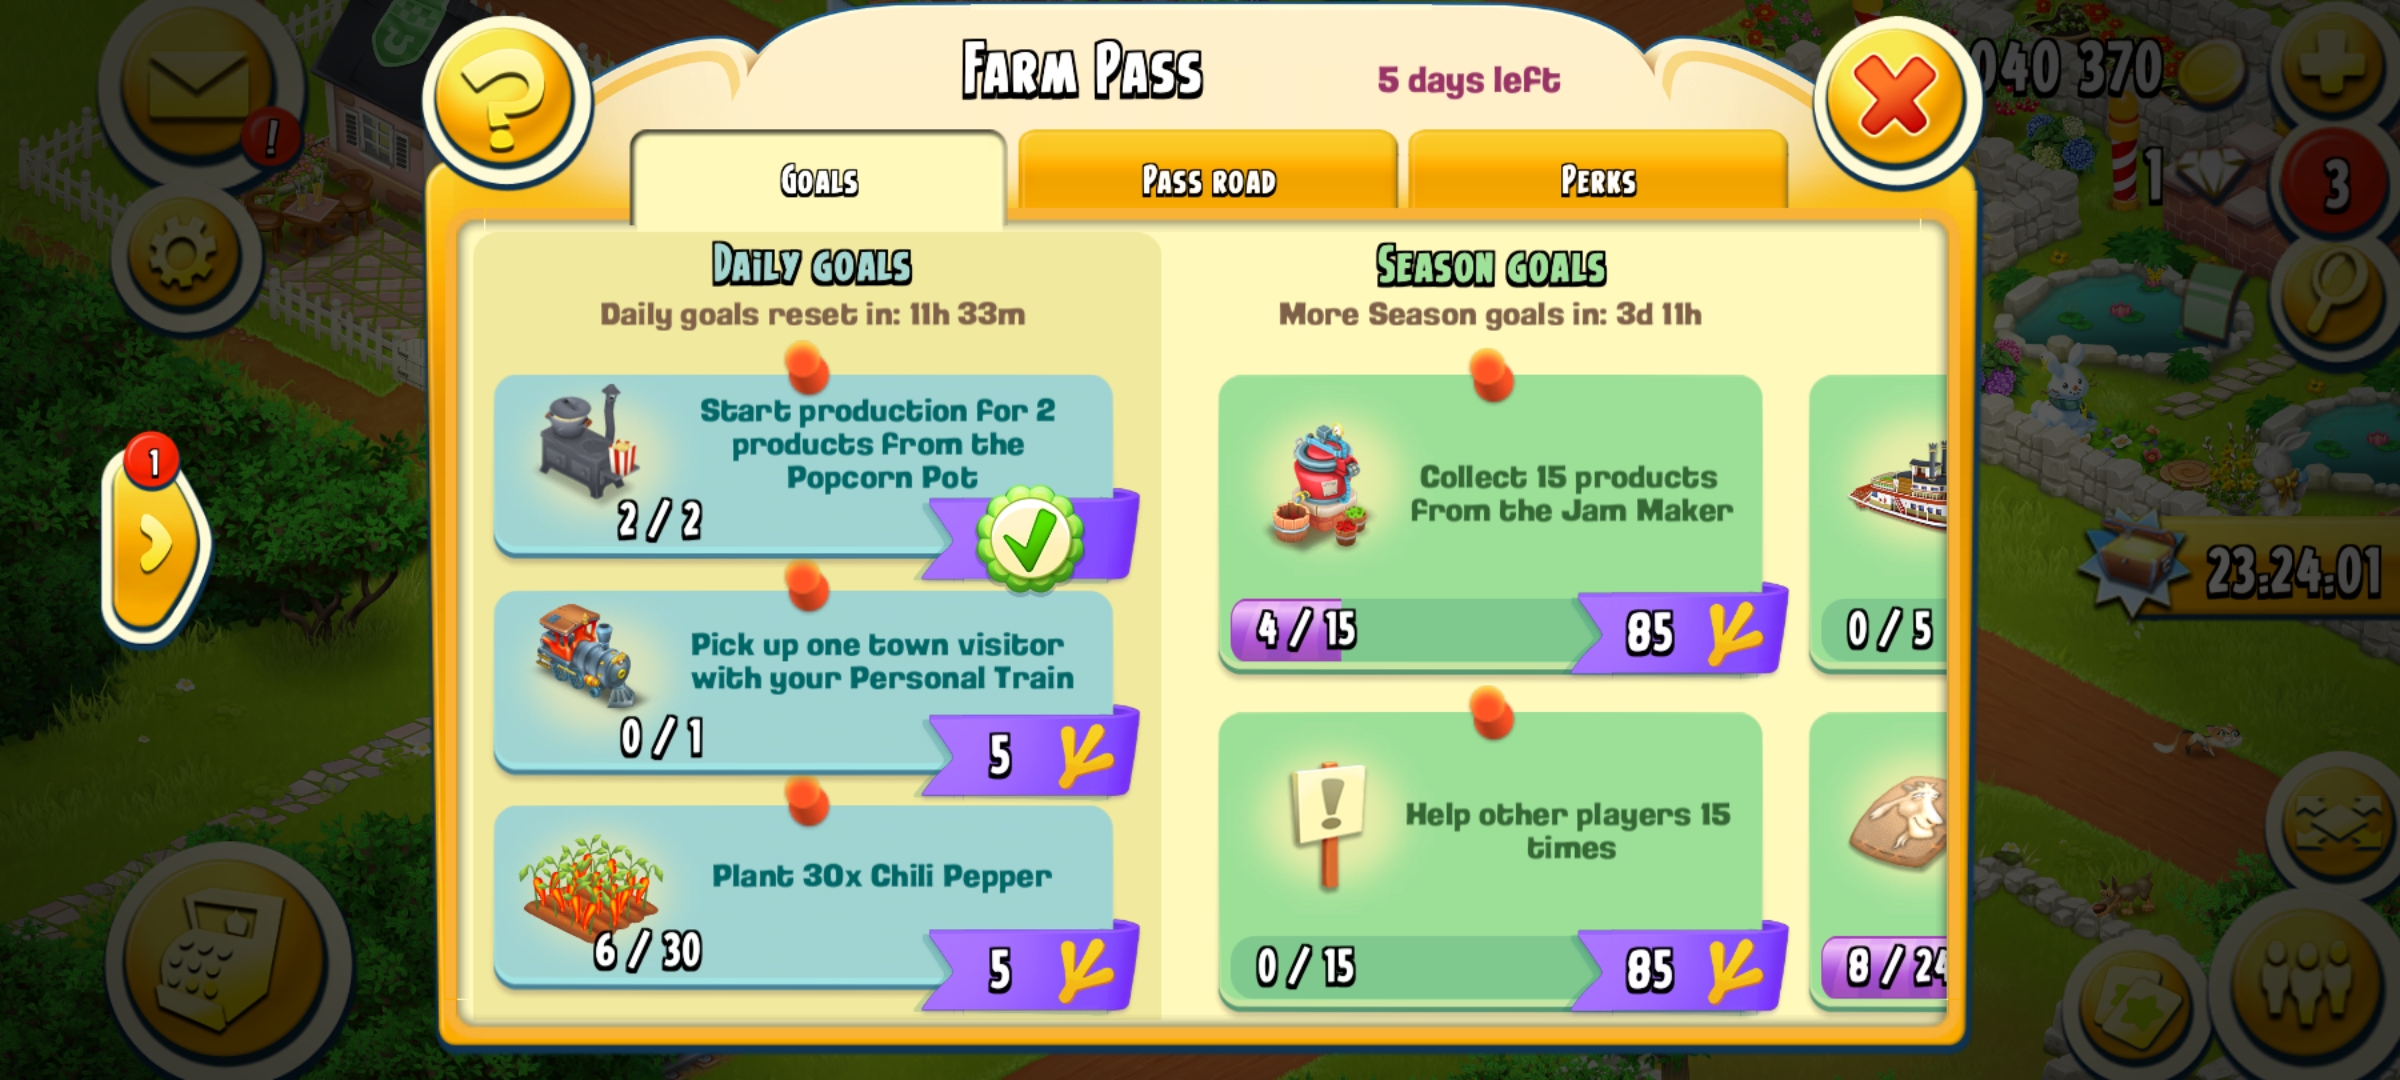 FARM PASS
5 days left
GOALS
PASS ROAD
PERKS
DAILY GOALS
Daily goals reset in: 11h 33m
Start production for 2
products from the
Popcorn Pot
2 / 2
Pick up one town visitor
with your Personal Train
0 / 1
5
Plant 30x Chili Pepper
6 / 30
5
SEASON GOALS
More Season goals in: 3d 11h
Collect 15 products
from the Jam Maker
4 / 15
85
0 / 5
Help other players 15
times
0 / 15
85
8 / 24
!
1
040 370
1
3
23:24:01